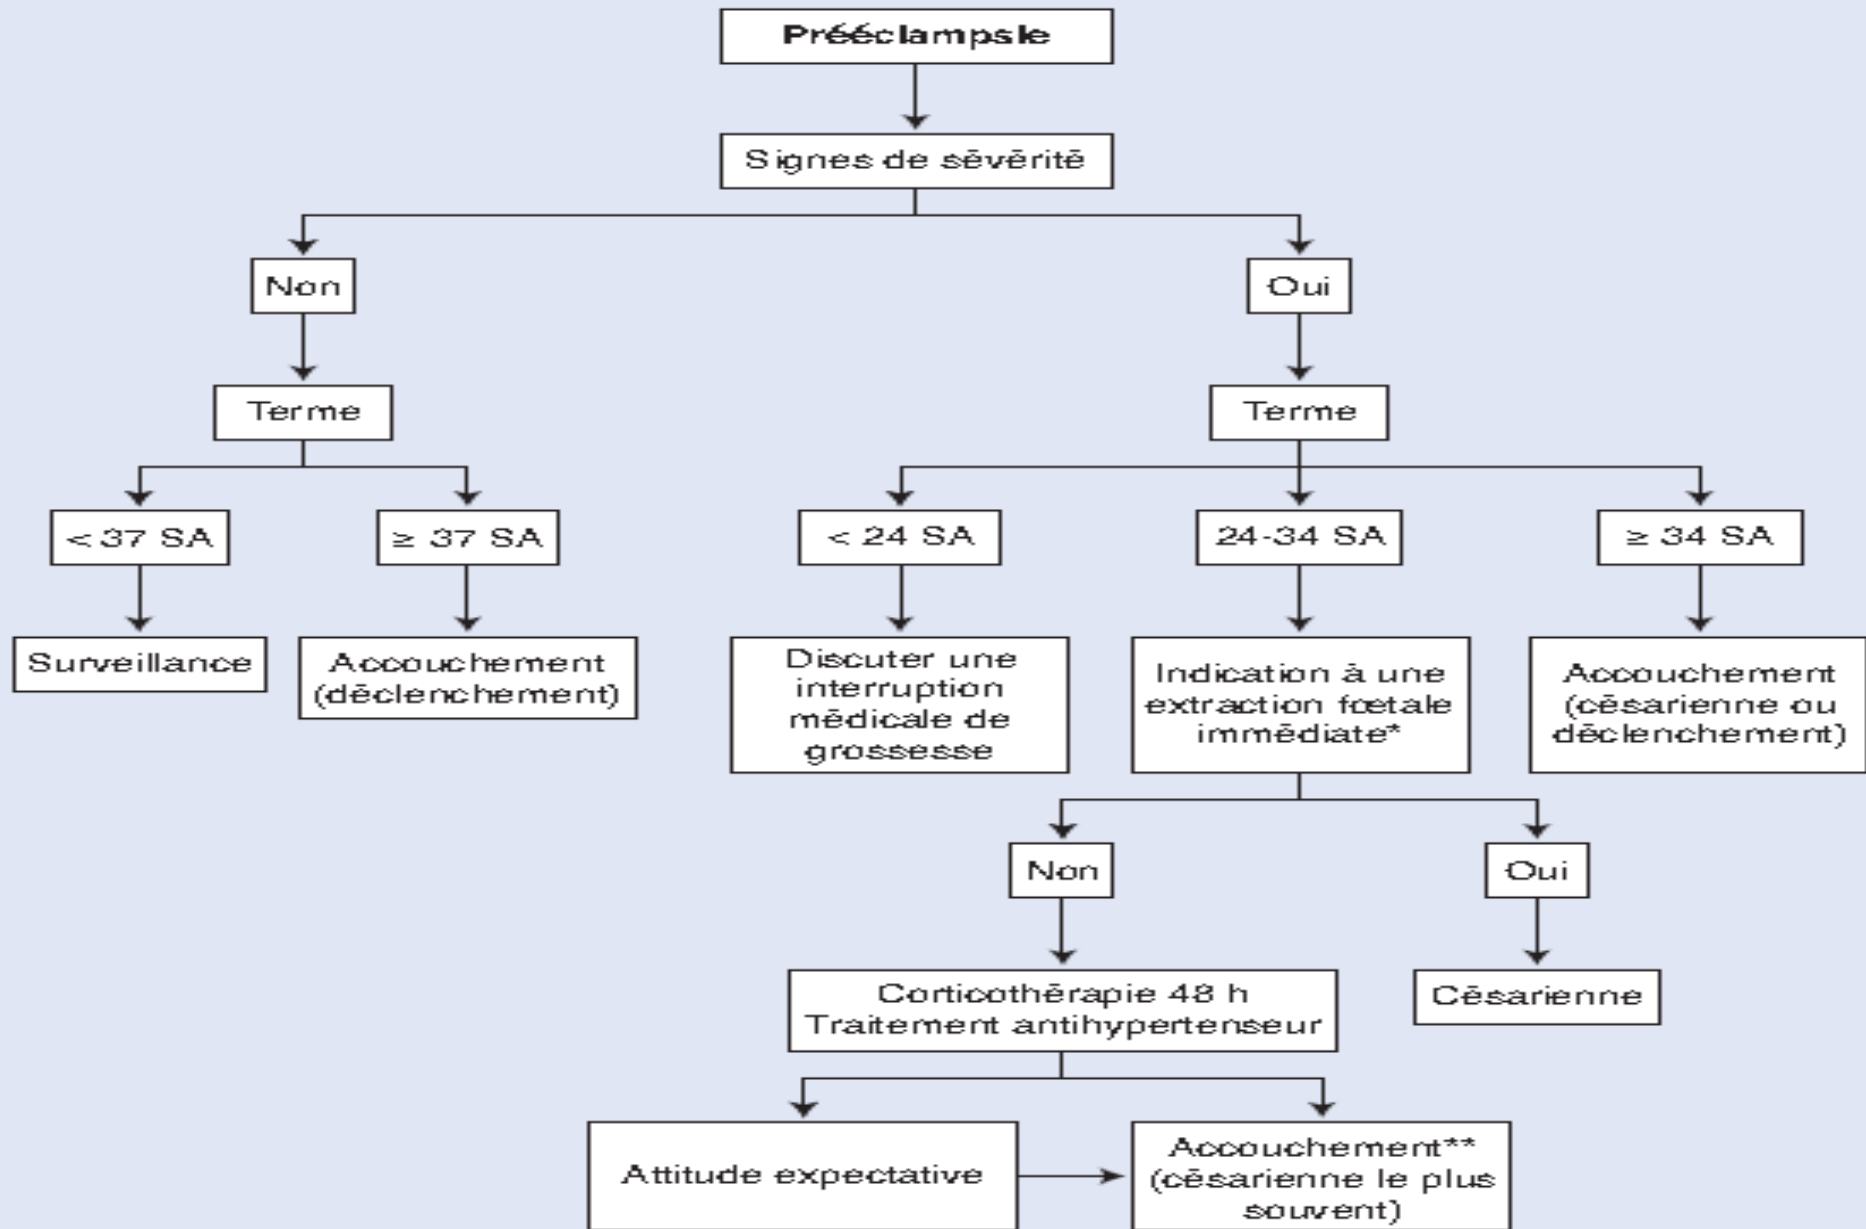 Prééclampsie
Signes de sévérité
Non
Oui
Terme
Terme
< 37 SA
≥ 37 SA
< 24 SA
24-34 SA
≥ 34 SA
Surveillance
Accouchement
(déclenchement)
Discuter une
interruption
médicale de
grossesse
Indication à une
extraction fœtale
immédiate*
Accouchement
(césarienne ou
déclenchement)
Non
Oui
Corticothérapie 48 h
Traitement antihypertenseur
Césarienne
Attitude expectative
Accouchement**
(césarienne le plus
souvent)